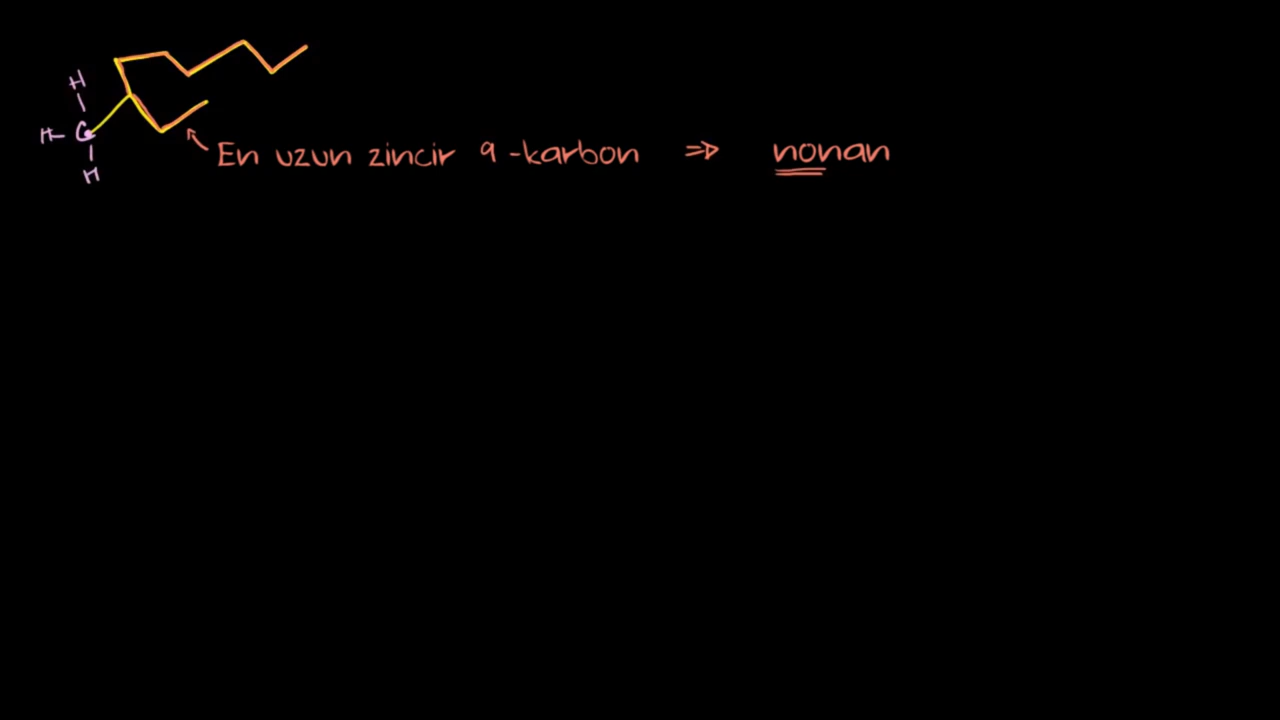 H
H - C
H
En uzun zincir 9 -karbon ⇒ nonan